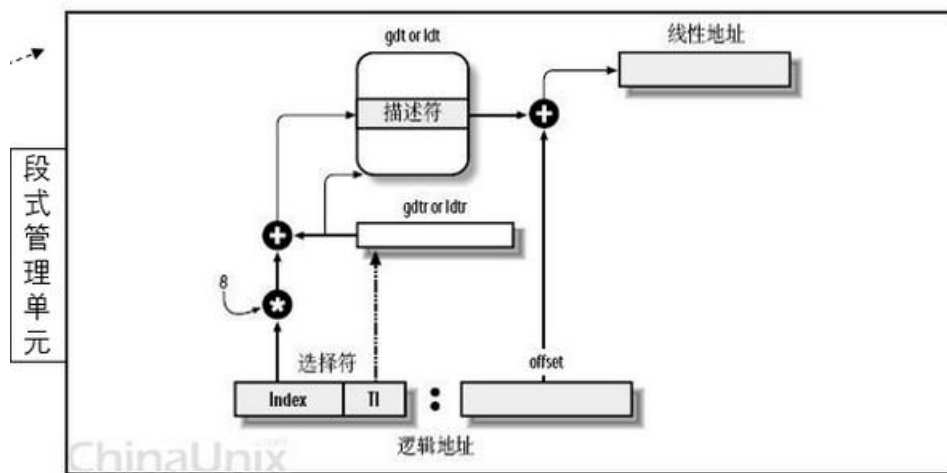 gdt or ldt
线性地址
描述符
段式管理单元
gdtr or ldtr
8
选择符
offset
Index
TI
:
逻辑地址
ChinaUnix